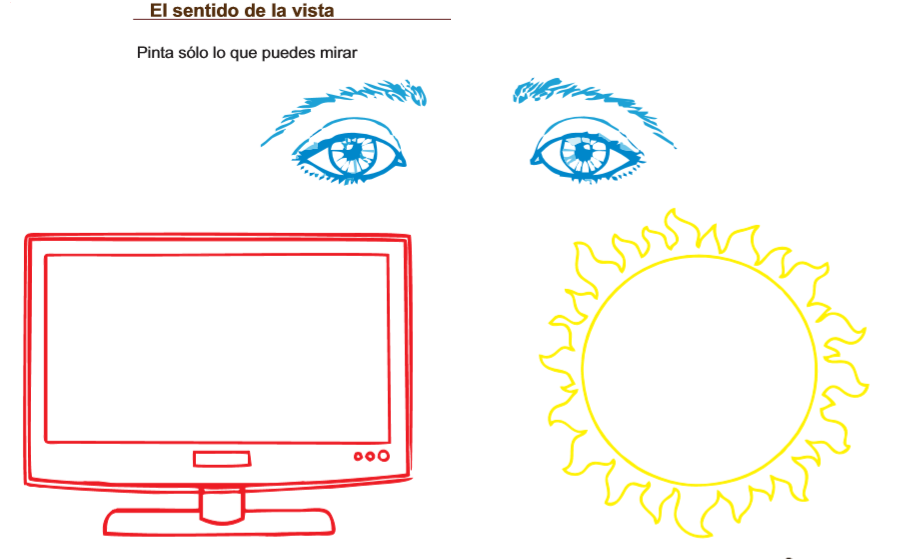 El sentido de la vista
Pinta sólo lo que puedes mirar